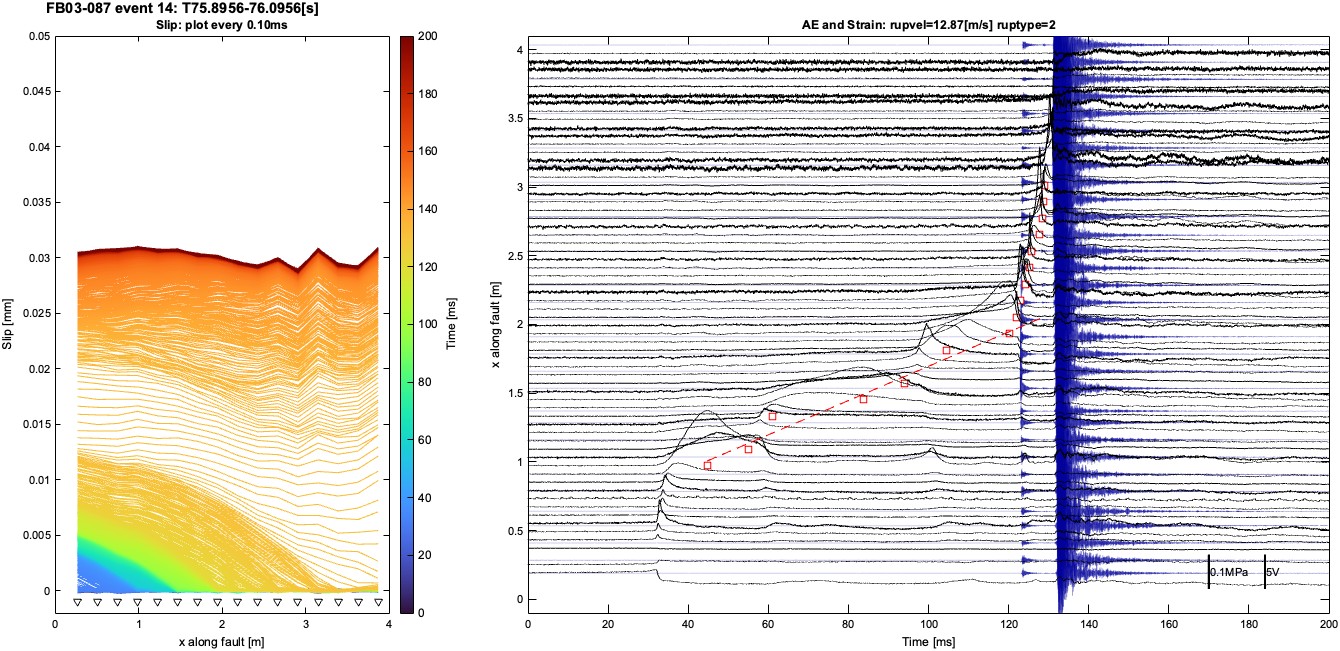 FB03-087 event 14: T75.8956-76.0956[s]
Slip: plot every 0.10ms
0.05
0.045
0.04
0.035
0.03
0.025
0.02
0.015
0.01
0.005
0
Slip [mm]
0 1 2 3 4
x along fault [m]
200
180
160
140
120
100
80
60
40
20
0
Time [ms]
AE and Strain: rupvel=12.87[m/s] ruptype=2
4
3.5
3
2.5
2
1.5
1
0.5
0
x along fault [m]
0.1MPa 5V
0 20 40 60 80 100 120 140 160 180 200
Time [ms]